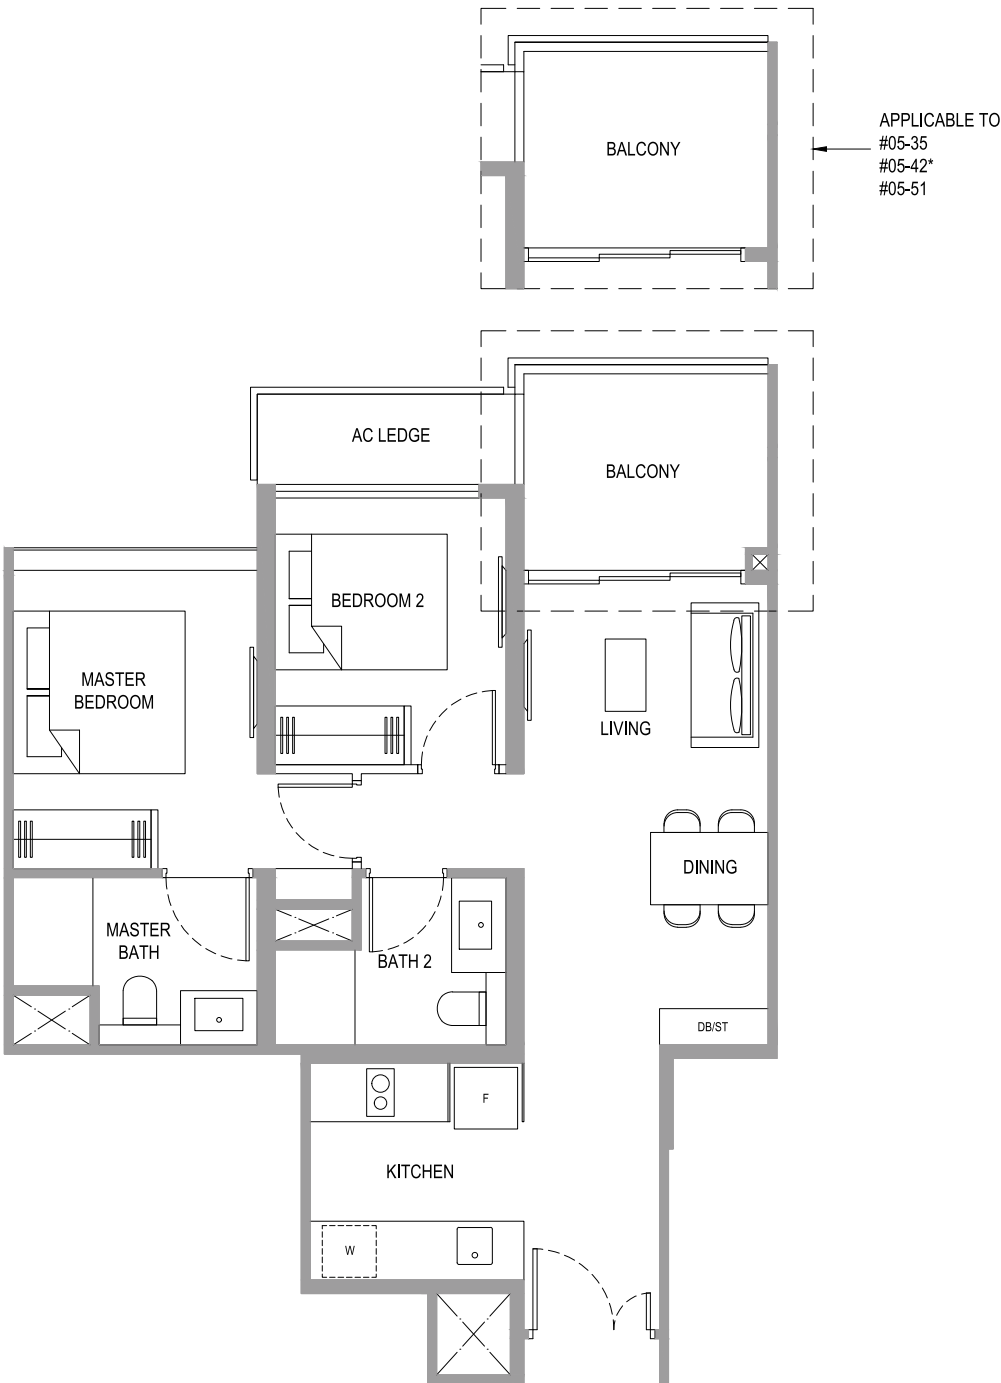 BALCONY
APPLICABLE TO
#05-35
#05-42*
#05-51
AC LEDGE
BALCONY
BEDROOM 2
MASTER
BEDROOM
LIVING
DINING
MASTER
BATH
BATH 2
DB/ST
F
KITCHEN
W